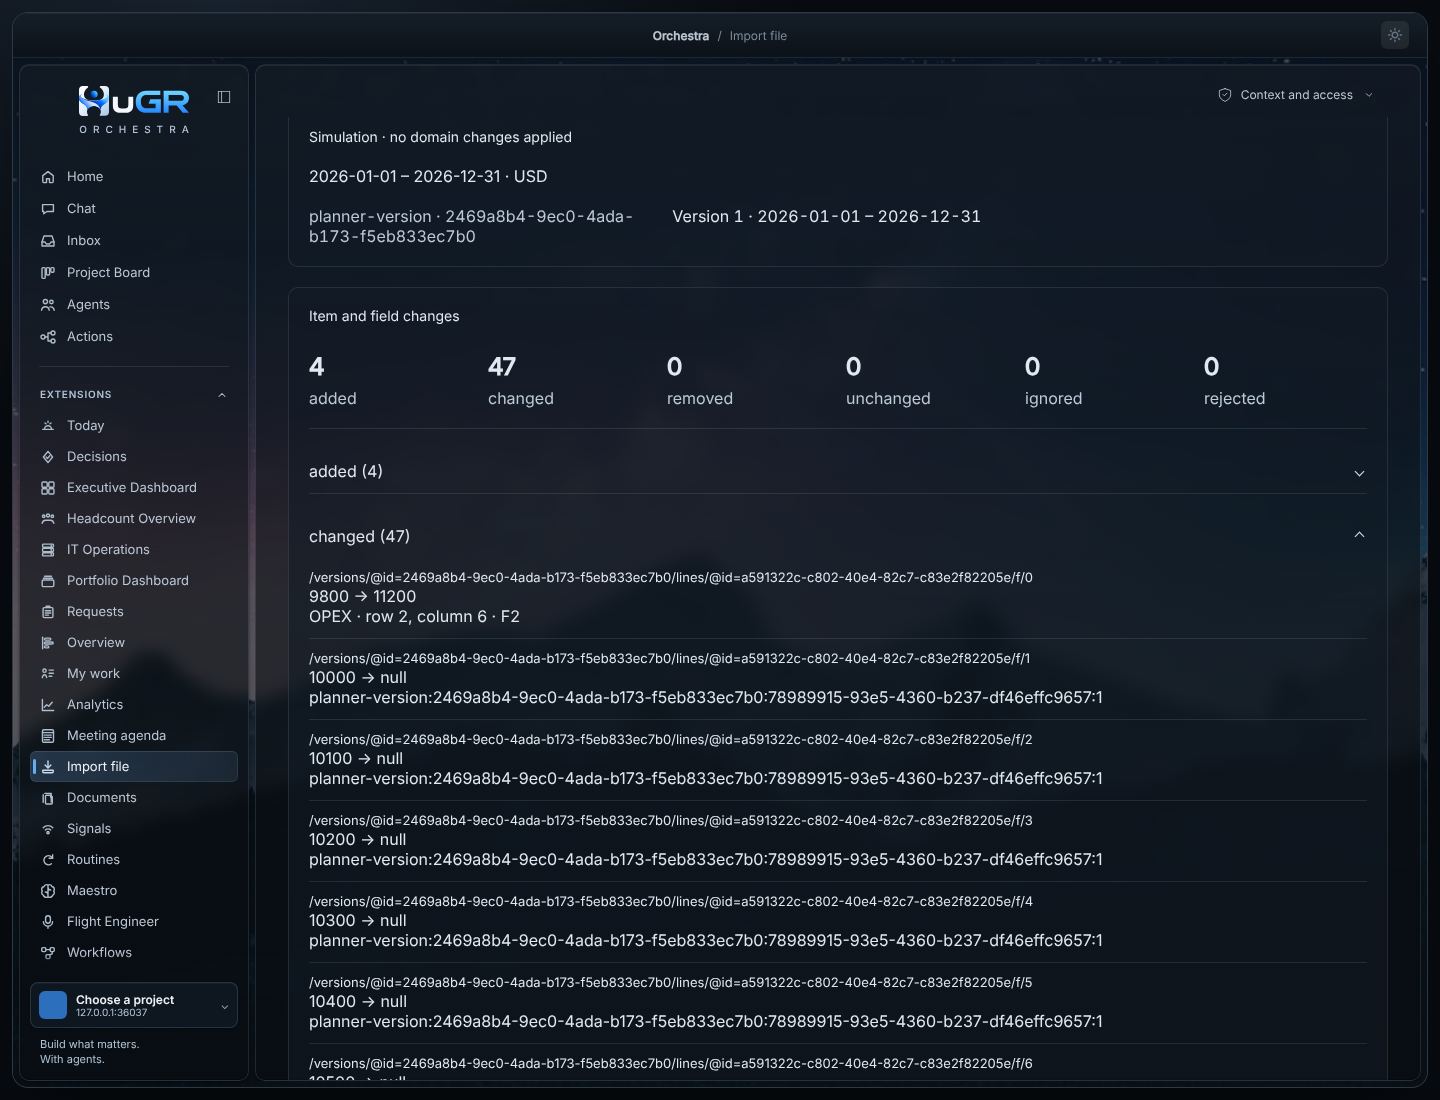 Orchestra / Import file
HuGR
ORCHESTRA
Home
Chat
Inbox
Project Board
Agents
Actions
EXTENSIONS
Today
Decisions
Executive Dashboard
Headcount Overview
IT Operations
Portfolio Dashboard
Requests
Overview
My work
Analytics
Meeting agenda
Import file
Documents
Signals
Routines
Maestro
Flight Engineer
Workflows
Choose a project
127.0.0.1:36037
Build what matters.
With agents.
Context and access
Simulation · no domain changes applied
2026-01-01 – 2026-12-31 · USD
planner-version · 2469a8b4-9ec0-4ada-
b173-f5eb833ec7b0
Version 1 · 2026-01-01 – 2026-12-31
Item and field changes
4 47 0 0 0 0
added changed removed unchanged ignored rejected
added (4)
changed (47)
/versions/@id=2469a8b4-9ec0-4ada-b173-f5eb833ec7b0/lines/@id=a591322c-c802-40e4-82c7-c83e2f82205e/f/0
9800 → 11200
OPEX · row 2, column 6 · F2
/versions/@id=2469a8b4-9ec0-4ada-b173-f5eb833ec7b0/lines/@id=a591322c-c802-40e4-82c7-c83e2f82205e/f/1
10000 → null
planner-version:2469a8b4-9ec0-4ada-b173-f5eb833ec7b0:78989915-93e5-4360-b237-df46effc9657:1
/versions/@id=2469a8b4-9ec0-4ada-b173-f5eb833ec7b0/lines/@id=a591322c-c802-40e4-82c7-c83e2f82205e/f/2
10100 → null
planner-version:2469a8b4-9ec0-4ada-b173-f5eb833ec7b0:78989915-93e5-4360-b237-df46effc9657:1
/versions/@id=2469a8b4-9ec0-4ada-b173-f5eb833ec7b0/lines/@id=a591322c-c802-40e4-82c7-c83e2f82205e/f/3
10200 → null
planner-version:2469a8b4-9ec0-4ada-b173-f5eb833ec7b0:78989915-93e5-4360-b237-df46effc9657:1
/versions/@id=2469a8b4-9ec0-4ada-b173-f5eb833ec7b0/lines/@id=a591322c-c802-40e4-82c7-c83e2f82205e/f/4
10300 → null
planner-version:2469a8b4-9ec0-4ada-b173-f5eb833ec7b0:78989915-93e5-4360-b237-df46effc9657:1
/versions/@id=2469a8b4-9ec0-4ada-b173-f5eb833ec7b0/lines/@id=a591322c-c802-40e4-82c7-c83e2f82205e/f/5
10400 → null
planner-version:2469a8b4-9ec0-4ada-b173-f5eb833ec7b0:78989915-93e5-4360-b237-df46effc9657:1
/versions/@id=2469a8b4-9ec0-4ada-b173-f5eb833ec7b0/lines/@id=a591322c-c802-40e4-82c7-c83e2f82205e/f/6